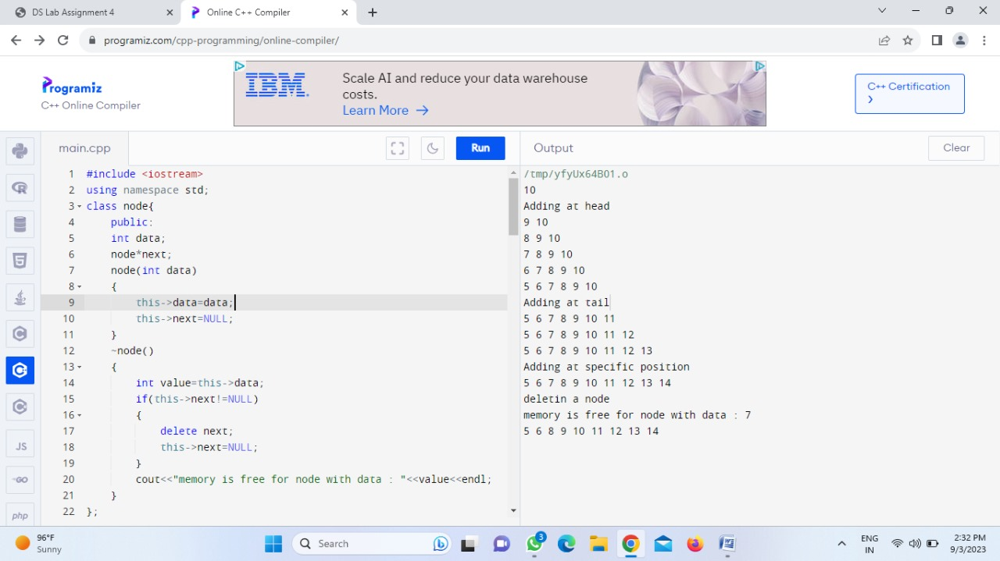 DS Lab Assignment 4
Online C++ Compiler
programiz.com/cpp-programming/online-compiler/
Programiz
C++ Online Compiler
IBM
Scale AI and reduce your data warehouse
costs.
Learn More →
C++ Certification
main.cpp
Run
Output
Clear
1 #include <iostream>
2 using namespace std;
3 class node{
4     public:
5     int data;
6     node*next;
7     node(int data)
8     {
9         this->data=data;
10         this->next=NULL;
11     }
12     ~node()
13     {
14         int value=this->data;
15         if(this->next!=NULL)
16         {
17             delete next;
18             this->next=NULL;
19         }
20         cout<<"memory is free for node with data : "<<value<<endl;
21     }
22 };
/tmp/yfyUx64BO1.o
10
Adding at head
9 10
8 9 10
7 8 9 10
6 7 8 9 10
5 6 7 8 9 10
Adding at tail
5 6 7 8 9 10 11
5 6 7 8 9 10 11 12
5 6 7 8 9 10 11 12 13
Adding at specific position
5 6 7 8 9 10 11 12 13 14
deletin a node
memory is free for node with data : 7
5 6 8 9 10 11 12 13 14
JS
GO
php
96°F
Sunny
Search
3
ENG
IN
2:32 PM
9/3/2023